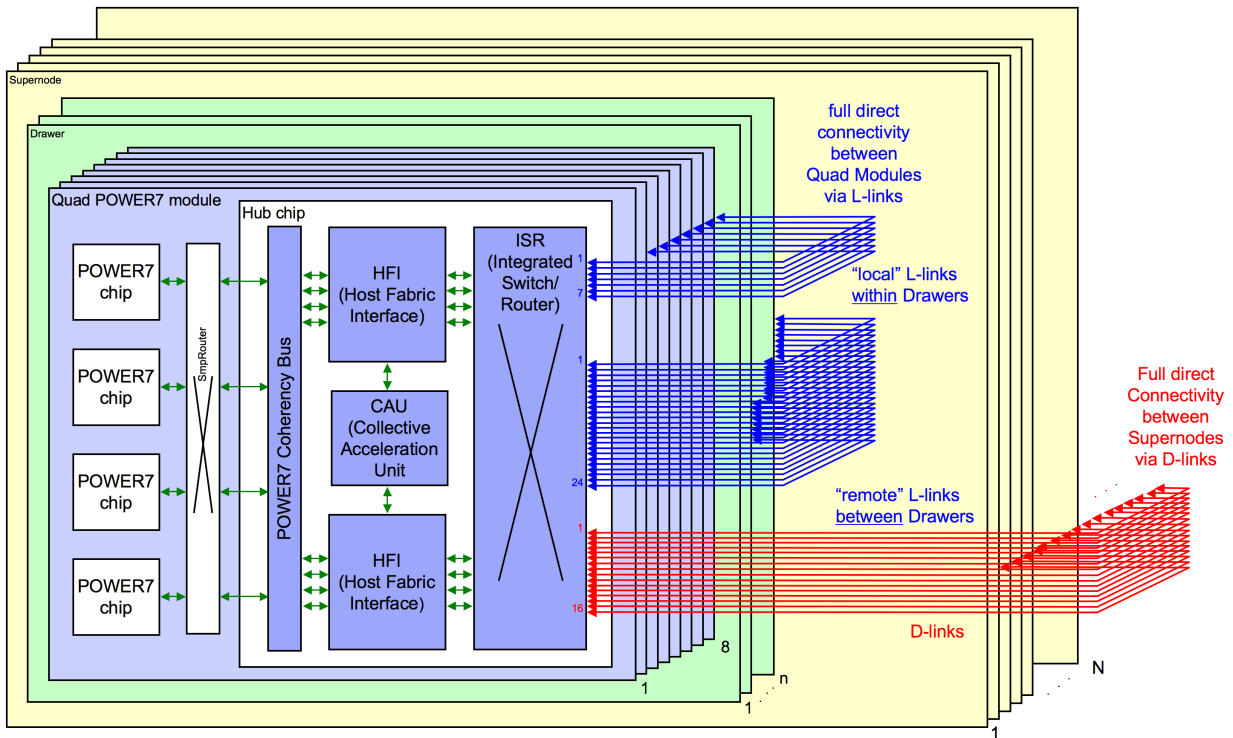 Supernode
Drawer
Quad POWER7 module
Hub chip
POWER7
chip
POWER7
chip
POWER7
chip
POWER7
chip
SmpRouter
POWER7 Coherency Bus
HFI
(Host Fabric
Interface)
CAU
(Collective
Acceleration
Unit
HFI
(Host Fabric
Interface)
ISR
(Integrated
Switch/
Router)
1
7
1
24
1
16
full direct
connectivity
between
Quad Modules
via L-links
“local” L-links
within Drawers
“remote” L-links
between Drawers
Full direct
Connectivity
between
Supernodes
via D-links
D-links
8
1
n
1
N
1